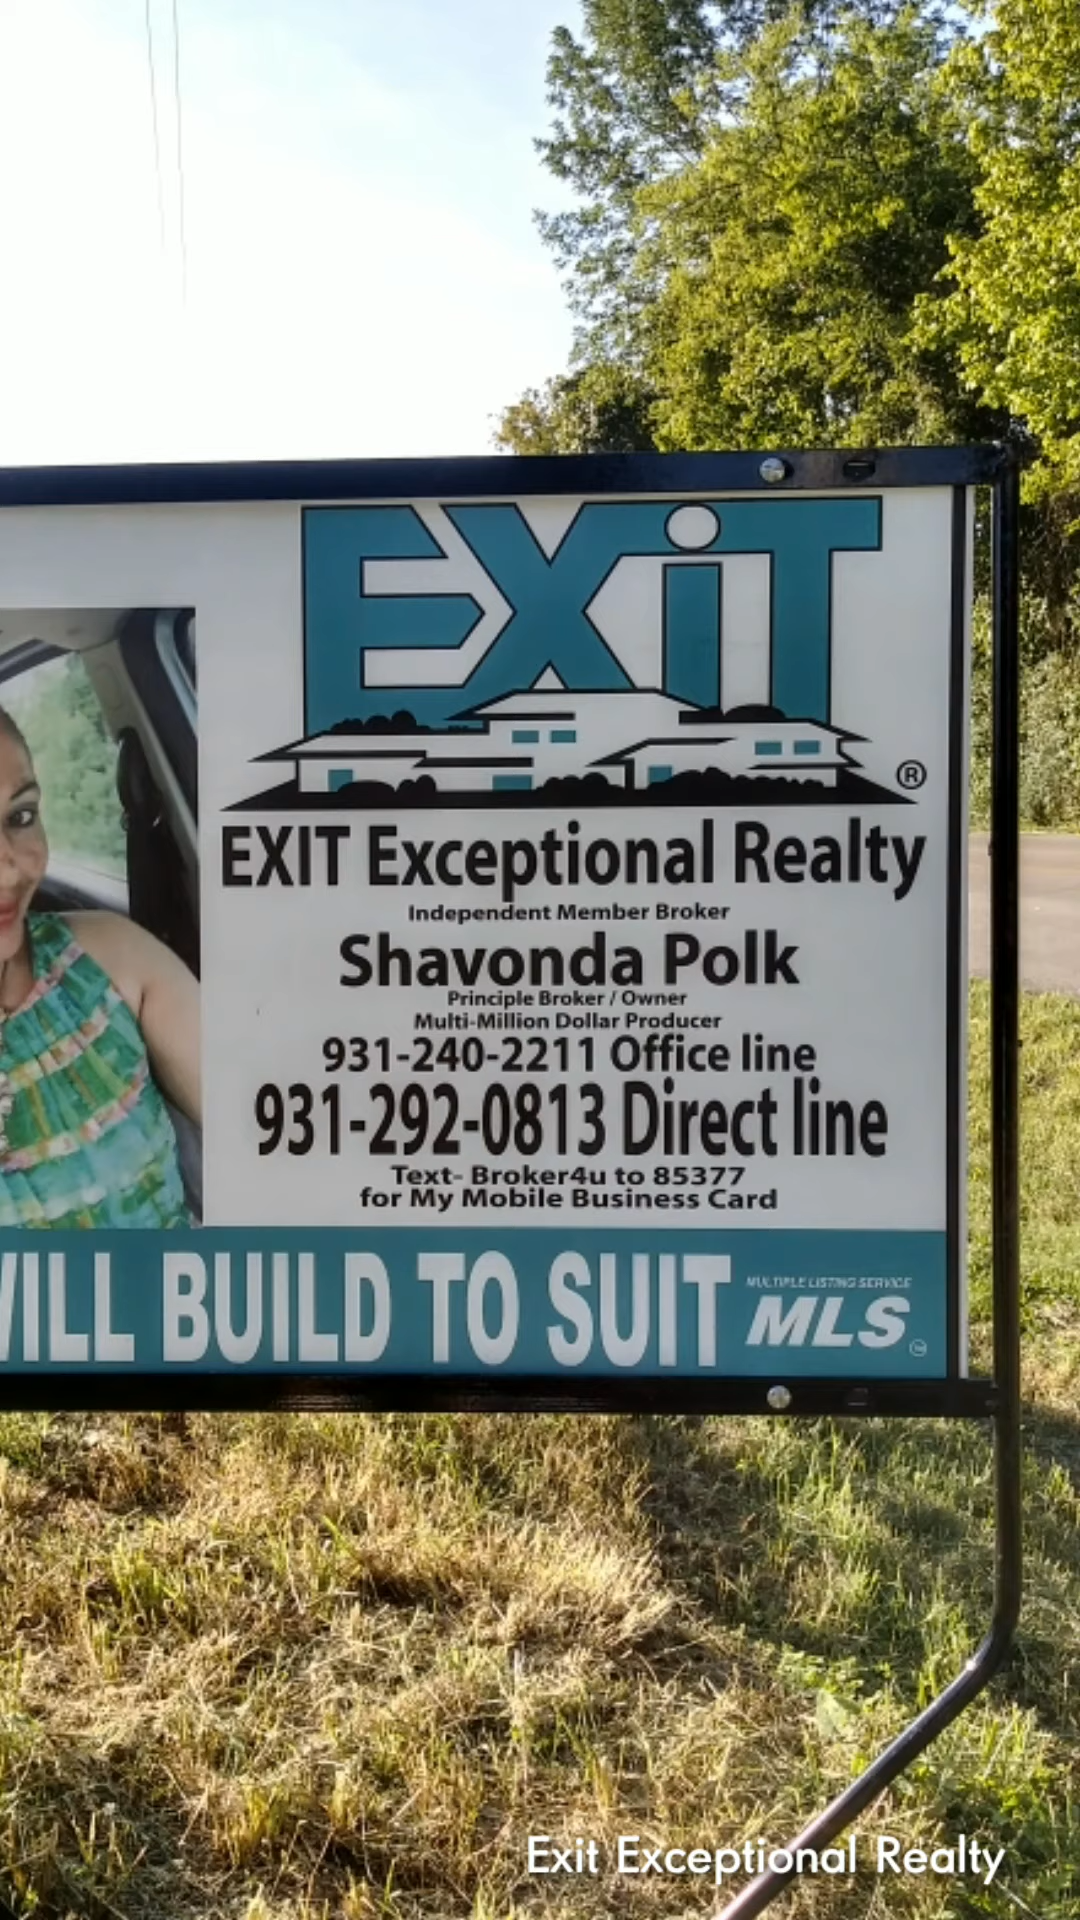 EXiT
®
EXIT Exceptional Realty
Independent Member Broker
Shavonda Polk
Principle Broker / Owner
Multi-Million Dollar Producer
931-240-2211 Office line
931-292-0813 Direct line
Text- Broker4u to 85377
for My Mobile Business Card
WILL BUILD TO SUIT
MULTIPLE LISTING SERVICE
MLS
Exit Exceptional Realty